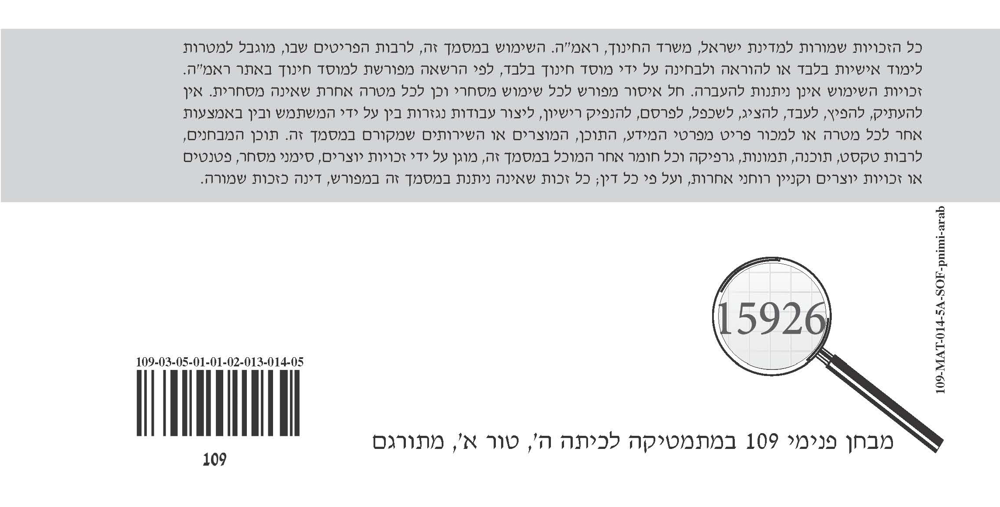 כל הזכויות שמורות למדינת ישראל, משרד החינוך, ראמ"ה. השימוש במסמך זה, לרבות הפריטים שבו, מוגבל למטרות
לימוד אישיות בלבד או להוראה ולבחינה על ידי מוסד חינוך בלבד, לפי הרשאה מפורשת למוסד חינוך באתר ראמ"ה.
זכויות השימוש אינן ניתנות להעברה. חל איסור מפורש לכל שימוש מסחרי וכן לכל מטרה אחרת שאינה מסחרית. אין
להעתיק, להפיץ, לעבד, להציג, לשכפל, לפרסם, להנפיק רישיון, ליצור עבודות נגזרות בין על ידי המשתמש ובין באמצעות
אחר לכל מטרה או למכור פריט מפרטי המידע, התוכן, המוצרים או השירותים שמקורם במסמך זה. תוכן המבחנים,
לרבות טקסט, תוכנה, תמונות, גרפיקה וכל חומר אחר המוכל במסמך זה, מוגן על ידי זכויות יוצרים, סימני מסחר, פטנטים
או זכויות יוצרים וקניין רוחני אחרות, ועל פי כל דין; כל זכות שאינה ניתנת במסמך זה במפורש, דינה כזכות שמורה.
109-MAT-014-5A-SOF-pnimi-arab
15926
109-03-05-01-01-02-013-014-05
מבחן פנימי 109 במתמטיקה לכיתה ה', טור א', מתורגם
109